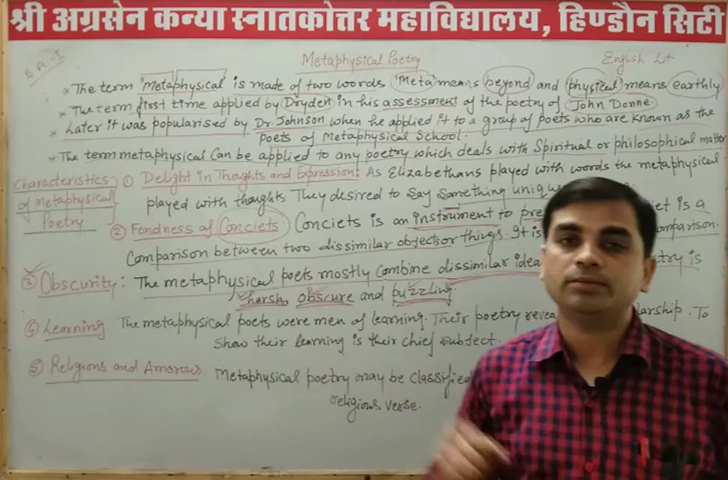 श्री अग्रसेन कन्या स्नातकोत्तर महाविद्यालय, हिण्डौन सिटी
B.A-I
Metaphysical Poetry
English Lit
* The term 'Metaphysical' is made of two words 'Meta' means beyond and 'physical' means earthly
* The term first time applied by Dryden in his assessment of the poetry of John Donne
* Later it was popularised by Dr Johnson when he applied it to a group of poets who are known as the
poets of Metaphysical School.
* The term metaphysical can be applied to any poetry which deals with Spiritual or philosophical matter
Characteristics of Metaphysical Poetry
① Delight in Thoughts and Expression: As Elizabethans played with words the metaphysical
played with thoughts They desired to say something
② Fondness of Conciets Conciets is an instrument to is a
Comparison between two dissimilar object or things. It is comparison.
③ Obscurity: The metaphysical poets mostly combine dissimilar is
harsh, obscure and puzzling.
④ Learning The metaphysical poets were men of learning. Their poetry To
show their learning is their chief subject.
⑤ Religions and Amorous. Metaphysical poetry may be classified
religious verse.